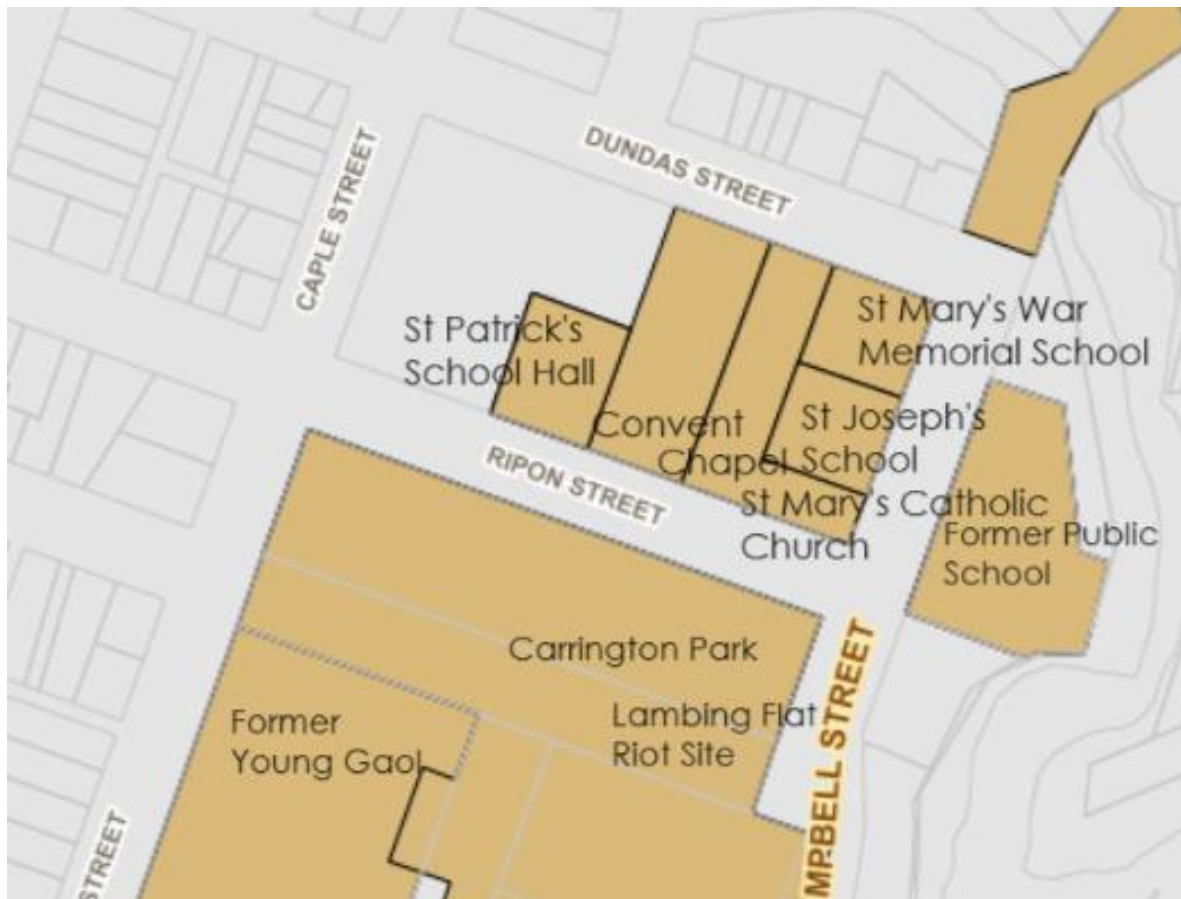 DUNDAS STREET
CAPLE STREET
St Patrick's
School Hall
St Mary's War
Memorial School
Convent
Chapel
St Joseph's
School
RIPON STREET
St Mary's Catholic
Church
Former Public
School
Carrington Park
Lambing Flat
Riot Site
Former
Young Gaol
MPBELL STREET
STREET